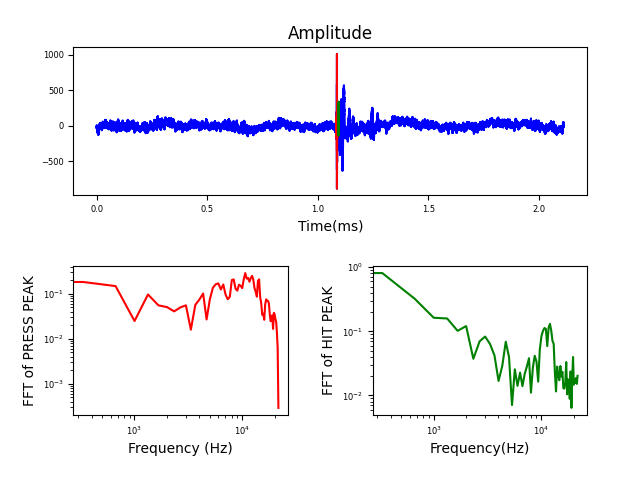 Amplitude
1000
500
0
−500
0.0 0.5 1.0 1.5 2.0
Time(ms)
FFT of PRESS PEAK
10⁻¹
10⁻²
10⁻³
10³ 10⁴
Frequency (Hz)
FFT of HIT PEAK
10⁰
10⁻¹
10⁻²
10³ 10⁴
Frequency(Hz)